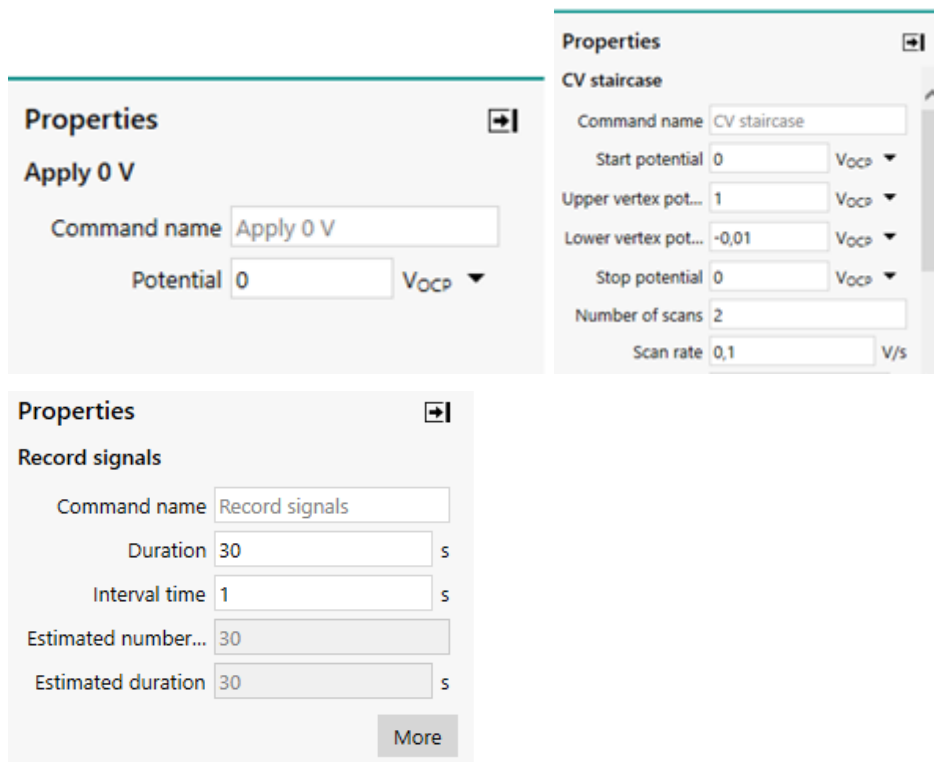 Properties
Apply 0 V
Command name Apply 0 V
Potential 0 VOCP
Properties
CV staircase
Command name CV staircase
Start potential 0 VOCP
Upper vertex pot... 1 VOCP
Lower vertex pot... -0,01 VOCP
Stop potential 0 VOCP
Number of scans 2
Scan rate 0,1 V/s
Properties
Record signals
Command name Record signals
Duration 30 s
Interval time 1 s
Estimated number... 30
Estimated duration 30 s
More